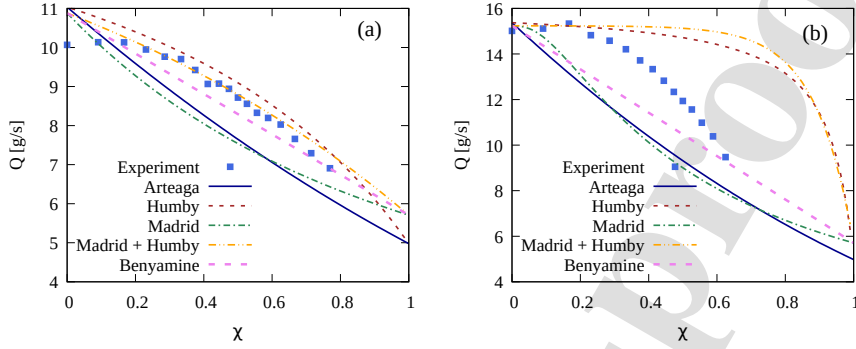 (a)
11
10
9
8
7
6
5
4
Q [g/s]
Experiment
Arteaga
Humby
Madrid
Madrid + Humby
Benyamine
0 0.2 0.4 0.6 0.8 1
χ
(b)
16
14
12
10
8
6
4
Q [g/s]
Experiment
Arteaga
Humby
Madrid
Madrid + Humby
Benyamine
0 0.2 0.4 0.6 0.8 1
χ